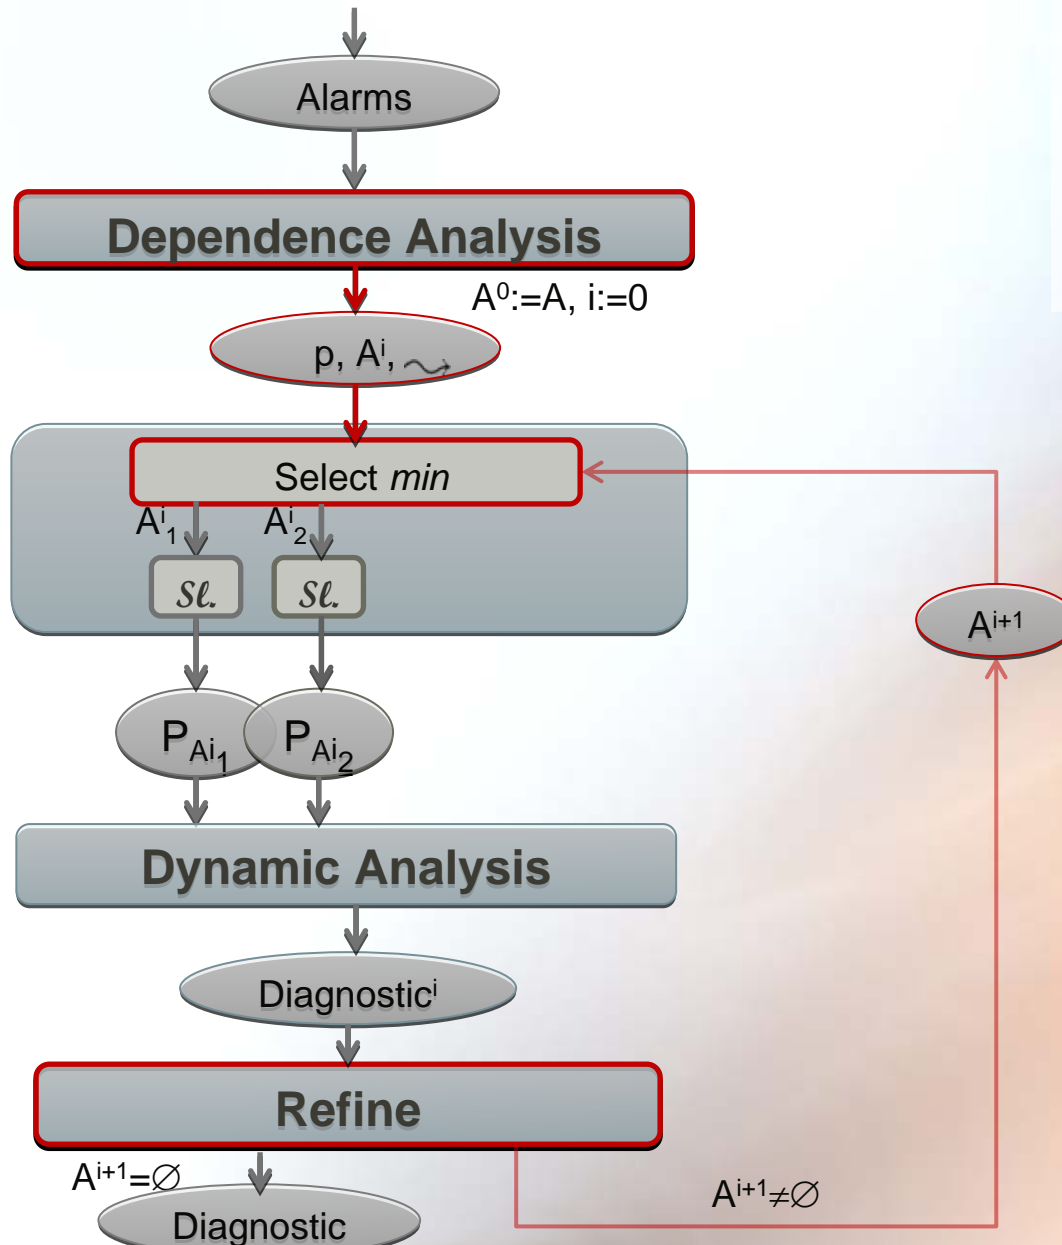 Alarms
Dependence Analysis
A⁰:=A, i:=0
p, Aⁱ, ⤳
Select min
Aⁱ₁ Aⁱ₂
Sℓ. Sℓ.
Aⁱ⁺¹
P_Ai₁ P_Ai₂
Dynamic Analysis
Diagnosticⁱ
Refine
Aⁱ⁺¹=∅
Aⁱ⁺¹≠∅
Diagnostic